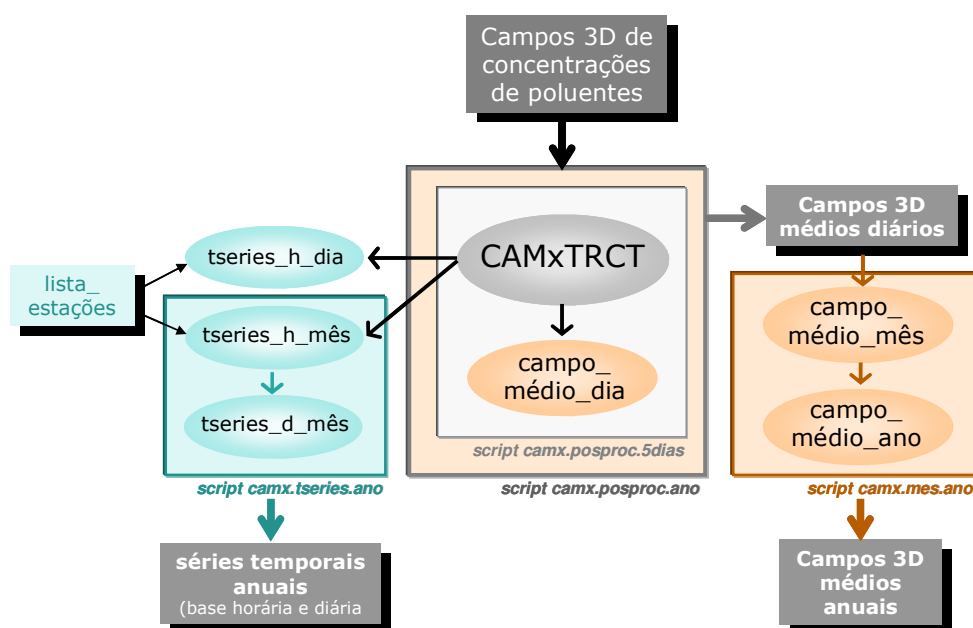 Campos 3D de
concentrações
de poluentes
CAMxTRCT
campo_
médio_dia
script camx.posproc.5dias
script camx.posproc.ano
lista_
estações
tseries_h_dia
tseries_h_mês
tseries_d_mês
script camx.tseries.ano
séries temporais
anuais
(base horária e diária
Campos 3D
médios diários
campo_
médio_mês
campo_
médio_ano
script camx.mes.ano
Campos 3D
médios
anuais